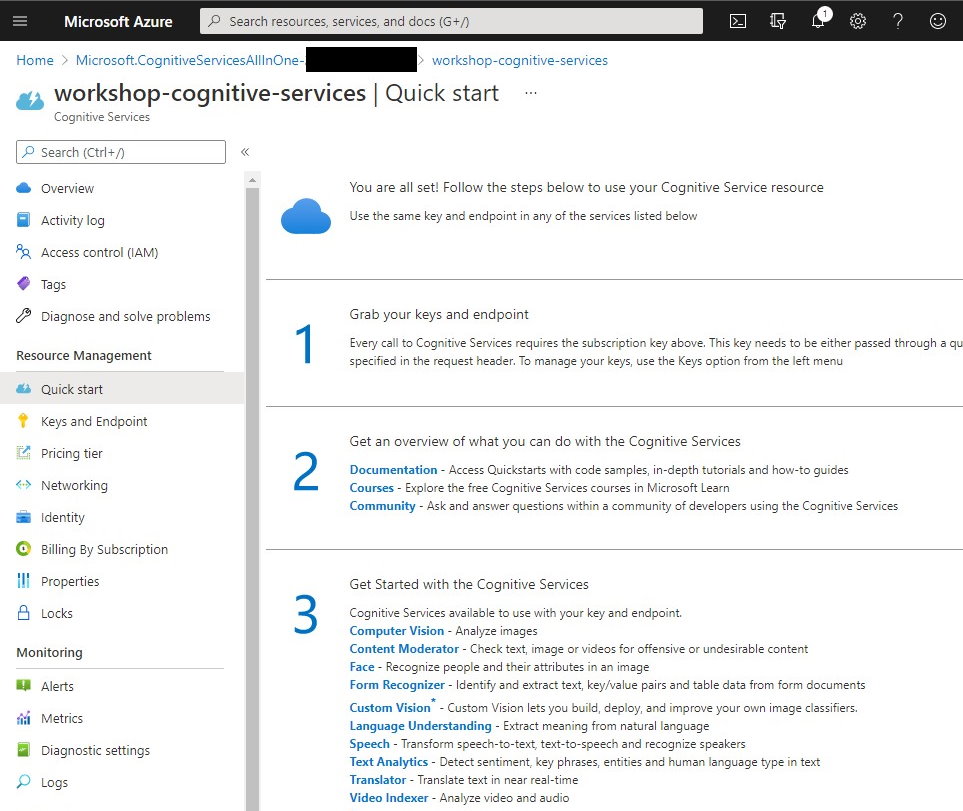 Microsoft Azure
Search resources, services, and docs (G+/)
1
Home > Microsoft.CognitiveServicesAllInOne- > workshop-cognitive-services
workshop-cognitive-services | Quick start ...
Cognitive Services
Search (Ctrl+/)
«
Overview
Activity log
Access control (IAM)
Tags
Diagnose and solve problems
Resource Management
Quick start
Keys and Endpoint
Pricing tier
Networking
Identity
Billing By Subscription
Properties
Locks
Monitoring
Alerts
Metrics
Diagnostic settings
Logs
You are all set! Follow the steps below to use your Cognitive Service resource
Use the same key and endpoint in any of the services listed below
1
Grab your keys and endpoint
Every call to Cognitive Services requires the subscription key above. This key needs to be either passed through a qu
specified in the request header. To manage your keys, use the Keys option from the left menu
2
Get an overview of what you can do with the Cognitive Services
Documentation - Access Quickstarts with code samples, in-depth tutorials and how-to guides
Courses - Explore the free Cognitive Services courses in Microsoft Learn
Community - Ask and answer questions within a community of developers using the Cognitive Services
3
Get Started with the Cognitive Services
Cognitive Services available to use with your key and endpoint.
Computer Vision - Analyze images
Content Moderator - Check text, image or videos for offensive or undesirable content
Face - Recognize people and their attributes in an image
Form Recognizer - Identify and extract text, key/value pairs and table data from form documents
Custom Vision* - Custom Vision lets you build, deploy, and improve your own image classifiers.
Language Understanding - Extract meaning from natural language
Speech - Transform speech-to-text, text-to-speech and recognize speakers
Text Analytics - Detect sentiment, key phrases, entities and human language type in text
Translator - Translate text in near real-time
Video Indexer - Analyze video and audio